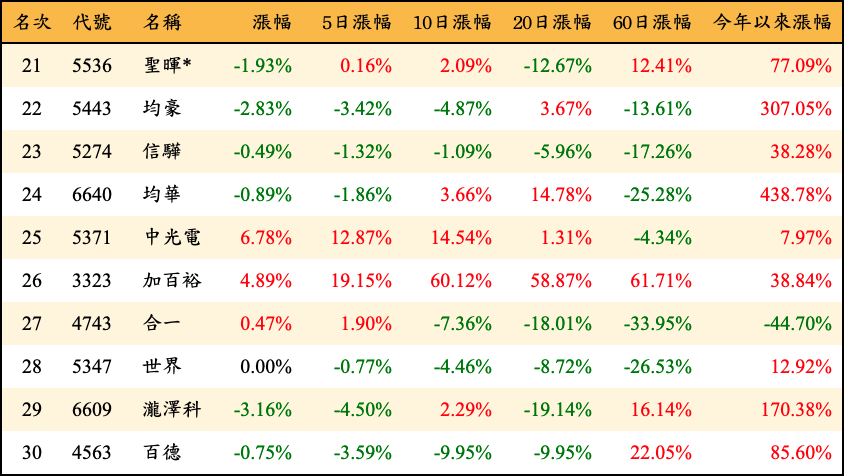 名次 代號 名稱 漲幅 5日漲幅 10日漲幅 20日漲幅 60日漲幅 今年以來漲幅
21 5536 聖暉* -1.93% 0.16% 2.09% -12.67% 12.41% 77.09%
22 5443 均豪 -2.83% -3.42% -4.87% 3.67% -13.61% 307.05%
23 5274 信驊 -0.49% -1.32% -1.09% -5.96% -17.26% 38.28%
24 6640 均華 -0.89% -1.86% 3.66% 14.78% -25.28% 438.78%
25 5371 中光電 6.78% 12.87% 14.54% 1.31% -4.34% 7.97%
26 3323 加百裕 4.89% 19.15% 60.12% 58.87% 61.71% 38.84%
27 4743 合一 0.47% 1.90% -7.36% -18.01% -33.95% -44.70%
28 5347 世界 0.00% -0.77% -4.46% -8.72% -26.53% 12.92%
29 6609 瀧澤科 -3.16% -4.50% 2.29% -19.14% 16.14% 170.38%
30 4563 百德 -0.75% -3.59% -9.95% -9.95% 22.05% 85.60%